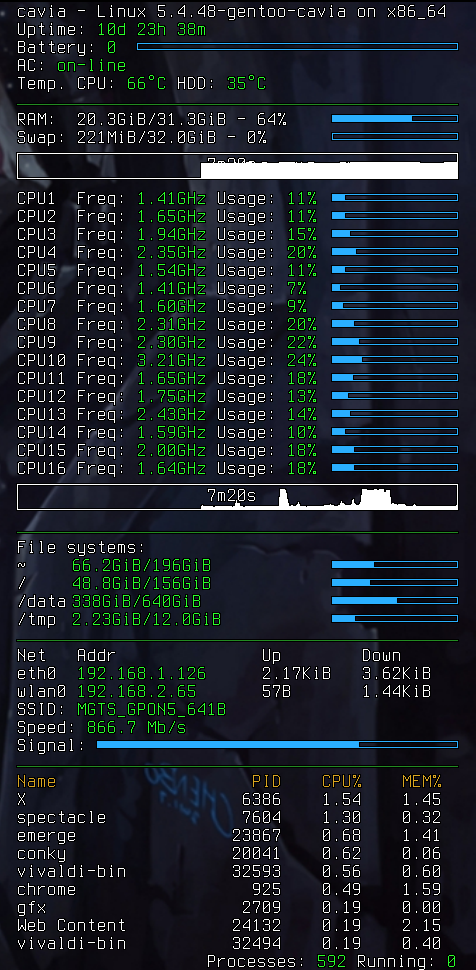 cavia - Linux 5.4.48-gentoo-cavia on x86_64
Uptime: 10d 23h 38m
Battery: 0
AC: on-line
Temp. CPU: 66°C HDD: 35°C
RAM: 20.3GiB/31.3GiB - 64%
Swap: 221MiB/32.0GiB - 0%
7m20s
CPU1 Freq: 1.41GHz Usage: 11%
CPU2 Freq: 1.65GHz Usage: 11%
CPU3 Freq: 1.94GHz Usage: 15%
CPU4 Freq: 2.35GHz Usage: 20%
CPU5 Freq: 1.54GHz Usage: 11%
CPU6 Freq: 1.41GHz Usage: 7%
CPU7 Freq: 1.60GHz Usage: 9%
CPU8 Freq: 2.31GHz Usage: 20%
CPU9 Freq: 2.30GHz Usage: 22%
CPU10 Freq: 3.21GHz Usage: 24%
CPU11 Freq: 1.65GHz Usage: 18%
CPU12 Freq: 1.75GHz Usage: 13%
CPU13 Freq: 2.43GHz Usage: 14%
CPU14 Freq: 1.59GHz Usage: 10%
CPU15 Freq: 2.00GHz Usage: 18%
CPU16 Freq: 1.64GHz Usage: 18%
7m20s
File systems:
~ 66.2GiB/196GiB
/ 48.8GiB/156GiB
/data 338GiB/640GiB
/tmp 2.23GiB/12.0GiB
Net Addr Up Down
eth0 192.168.1.126 2.17KiB 3.62KiB
wlan0 192.168.2.65 57B 1.44KiB
SSID: MGTS_GPON5_641B
Speed: 866.7 Mb/s
Signal:
Name PID CPU% MEM%
X 6386 1.54 1.45
spectacle 7604 1.30 0.32
emerge 23867 0.68 1.41
conky 20041 0.62 0.06
vivaldi-bin 32593 0.56 0.60
chrome 925 0.49 1.59
gfx 2709 0.19 0.00
Web Content 24132 0.19 2.15
vivaldi-bin 32494 0.19 0.40
Processes: 592 Running: 0